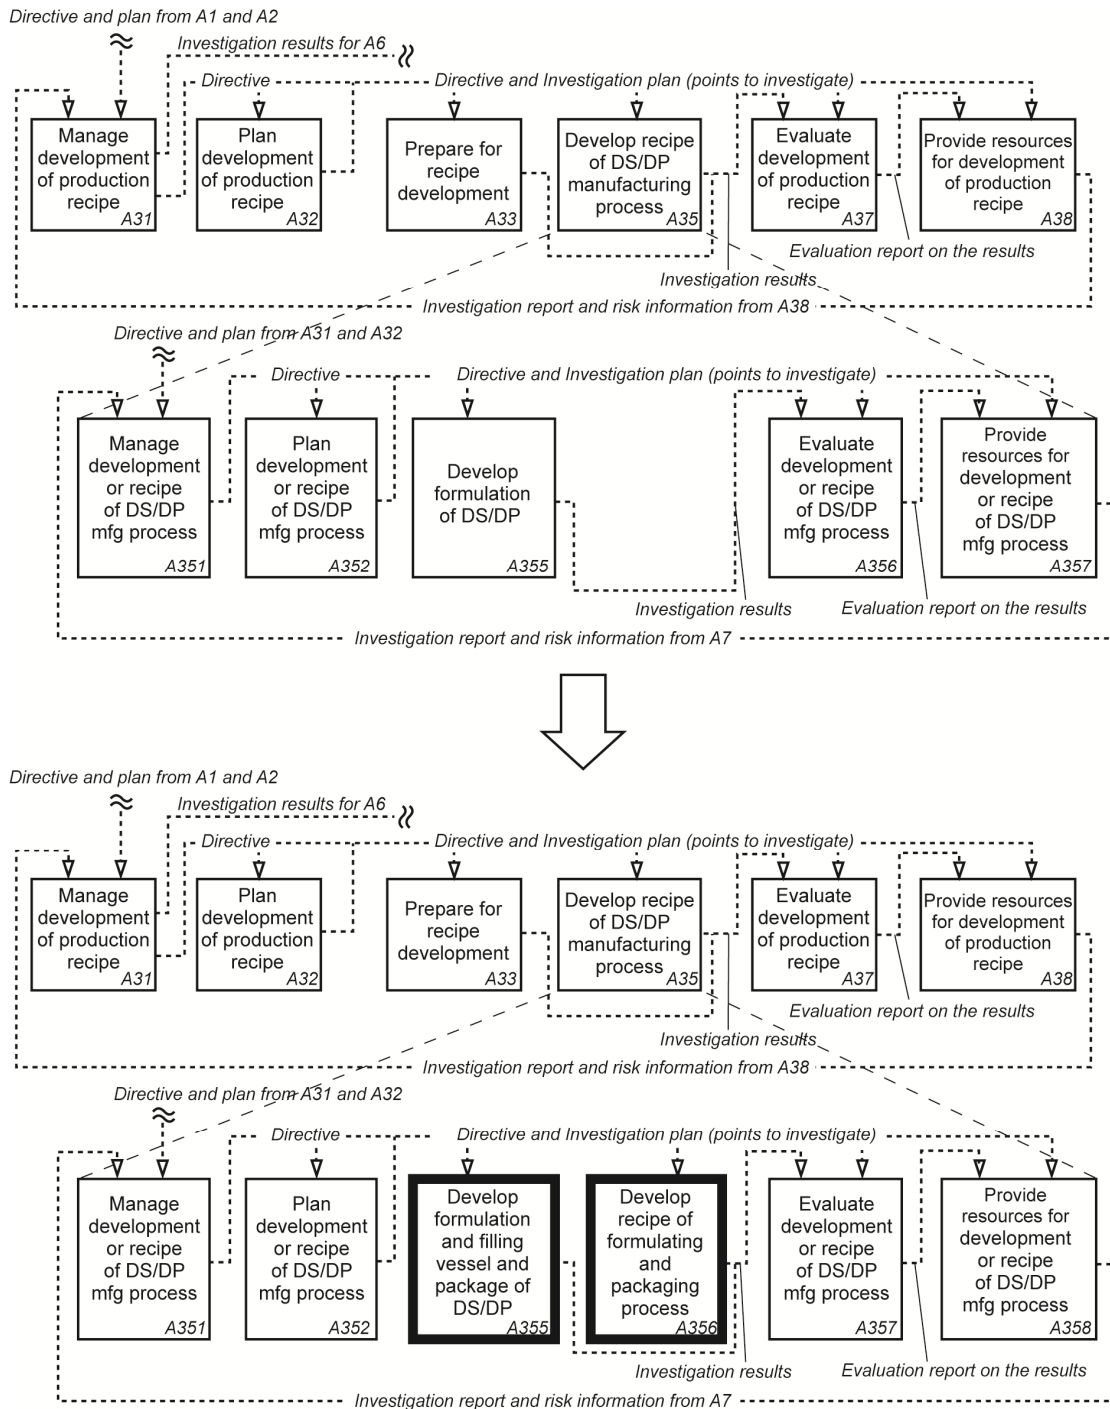 Directive and plan from A1 and A2
Investigation results for A6
Directive
Directive and Investigation plan (points to investigate)
Manage
development
of production
recipe
A31
Plan
development
of production
recipe
A32
Prepare for
recipe
development
A33
Develop recipe
of DS/DP
manufacturing
process
A35
Evaluate
development
of production
recipe
A37
Provide resources
for development
of production
recipe
A38
Evaluation report on the results
Investigation results
Investigation report and risk information from A38
Directive and plan from A31 and A32
Directive
Directive and Investigation plan (points to investigate)
Manage
development
or recipe
of DS/DP
mfg process
A351
Plan
development
or recipe
of DS/DP
mfg process
A352
Develop
formulation
of DS/DP
A355
Evaluate
development
or recipe
of DS/DP
mfg process
A356
Provide
resources for
development
or recipe
of DS/DP
mfg process
A357
Investigation results
Evaluation report on the results
Investigation report and risk information from A7
Directive and plan from A1 and A2
Investigation results for A6
Directive
Directive and Investigation plan (points to investigate)
Manage
development
of production
recipe
A31
Plan
development
of production
recipe
A32
Prepare for
recipe
development
A33
Develop recipe
of DS/DP
manufacturing
process
A35
Evaluate
development
of production
recipe
A37
Provide resources
for development
of production
recipe
A38
Evaluation report on the results
Investigation results
Investigation report and risk information from A38
Directive and plan from A31 and A32
Directive
Directive and Investigation plan (points to investigate)
Manage
development
or recipe
of DS/DP
mfg process
A351
Plan
development
or recipe
of DS/DP
mfg process
A352
Develop
formulation
and filling
vessel and
package of
DS/DP
A355
Develop
recipe of
formulating
and
packaging
process
A356
Evaluate
development
or recipe
of DS/DP
mfg process
A357
Provide
resources for
development
or recipe
of DS/DP
mfg process
A358
Investigation results
Evaluation report on the results
Investigation report and risk information from A7